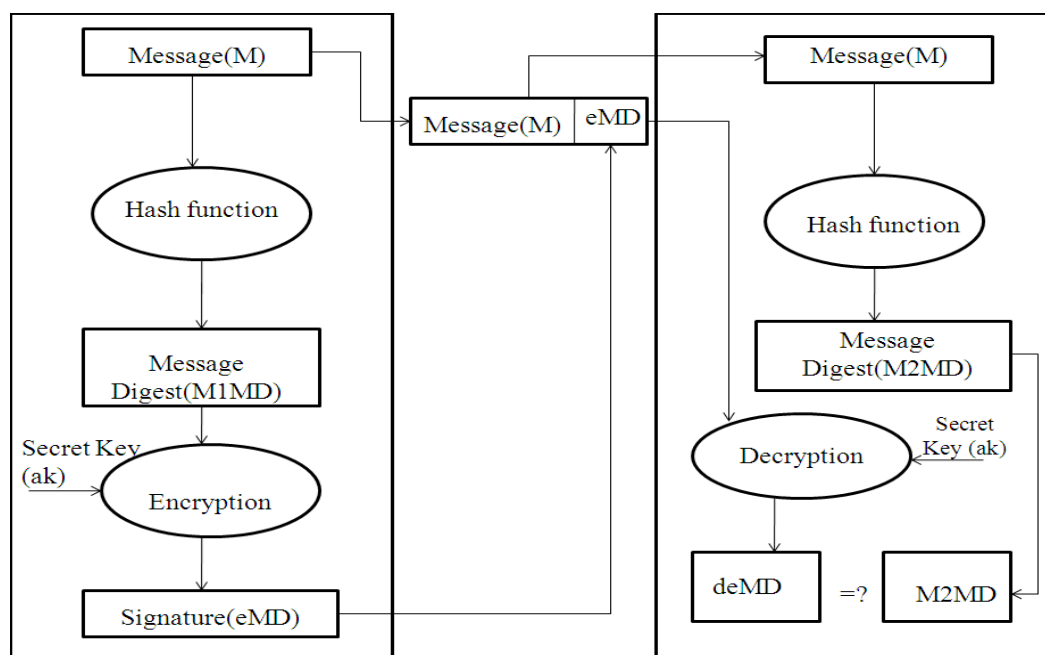 Message(M)
Hash function
Message
Digest(M1MD)
Secret Key
(ak)
Encryption
Signature(eMD)
Message(M)
eMD
Message(M)
Hash function
Message
Digest(M2MD)
Secret
Key (ak)
Decryption
deMD
=?
M2MD